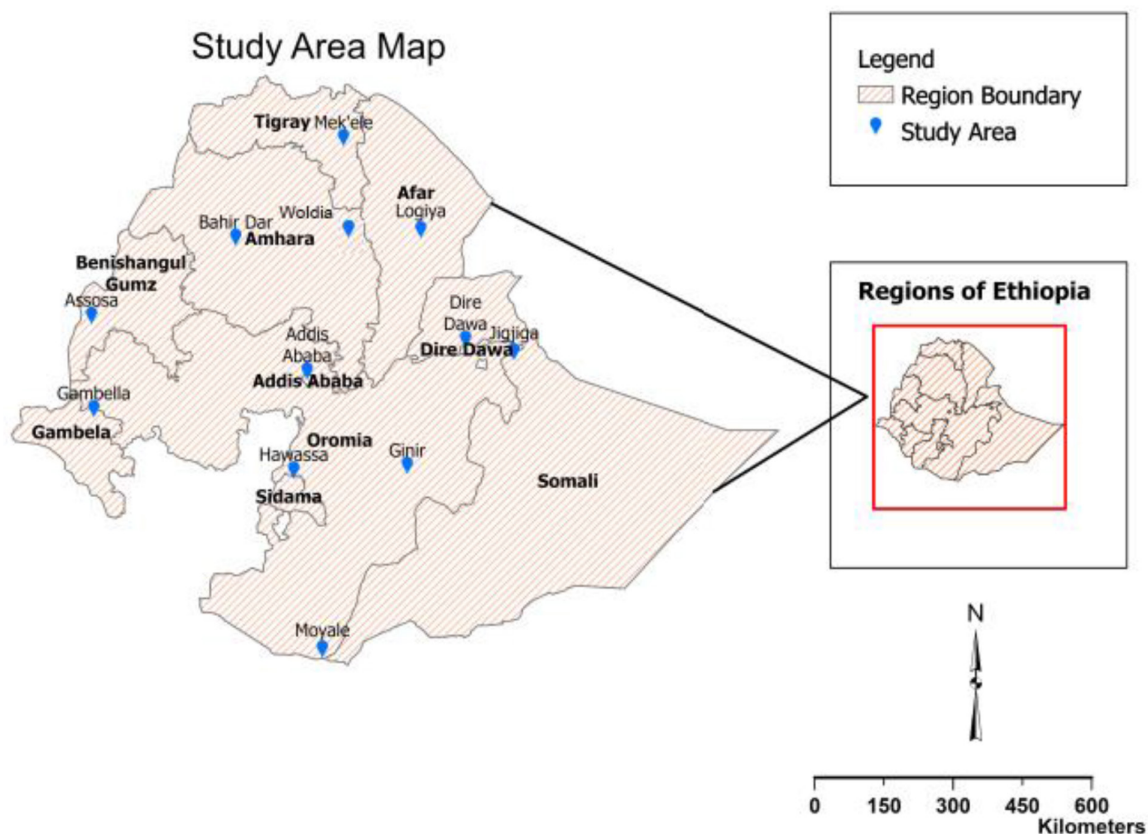 Study Area Map
Legend
Region Boundary
Study Area
Tigray Mek'ele
Afar
Logiya
Woldia
Bahir Dar
Amhara
Benishangul
Gumz
Assosa
Dire
Dawa Jigjiga
Dire Dawa
Addis
Ababa
Addis Ababa
Gambella
Gambela
Oromia
Ginir
Hawassa
Sidama
Somali
Moyale
Regions of Ethiopia
N
0 150 300 450 600
Kilometers